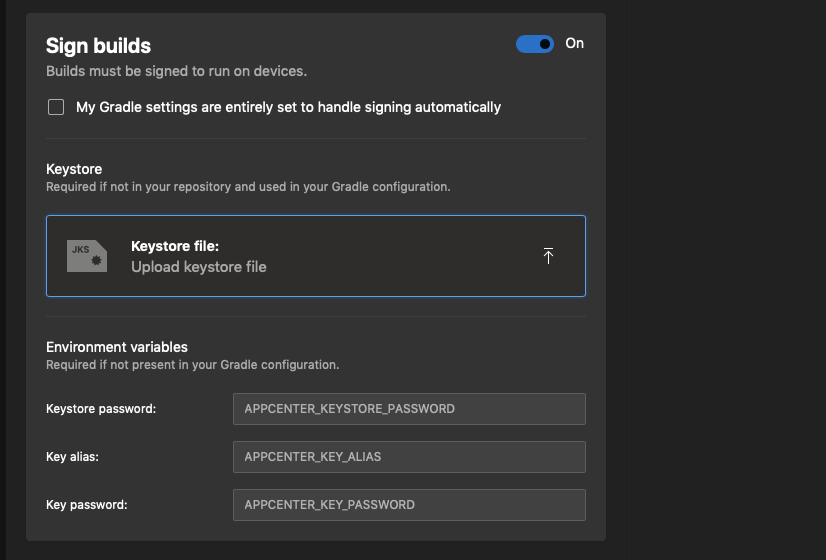 Sign builds
On
Builds must be signed to run on devices.
My Gradle settings are entirely set to handle signing automatically
Keystore
Required if not in your repository and used in your Gradle configuration.
JKS
Keystore file:
Upload keystore file
Environment variables
Required if not present in your Gradle configuration.
Keystore password:
APPCENTER_KEYSTORE_PASSWORD
Key alias:
APPCENTER_KEY_ALIAS
Key password:
APPCENTER_KEY_PASSWORD